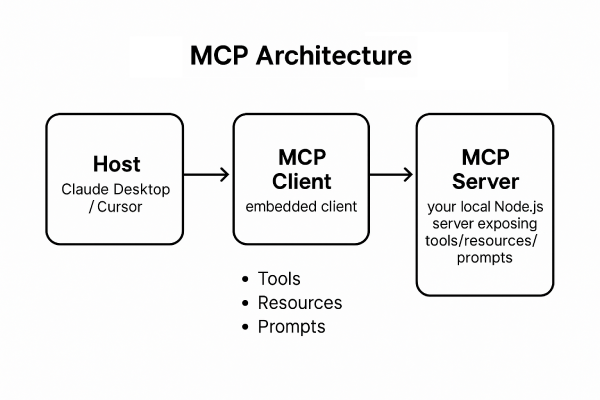 MCP Architecture
Host
Claude Desktop
/ Cursor
MCP
Client
embedded client
MCP
Server
your local Node.js
server exposing
tools/resources/
prompts
• Tools
• Resources
• Prompts